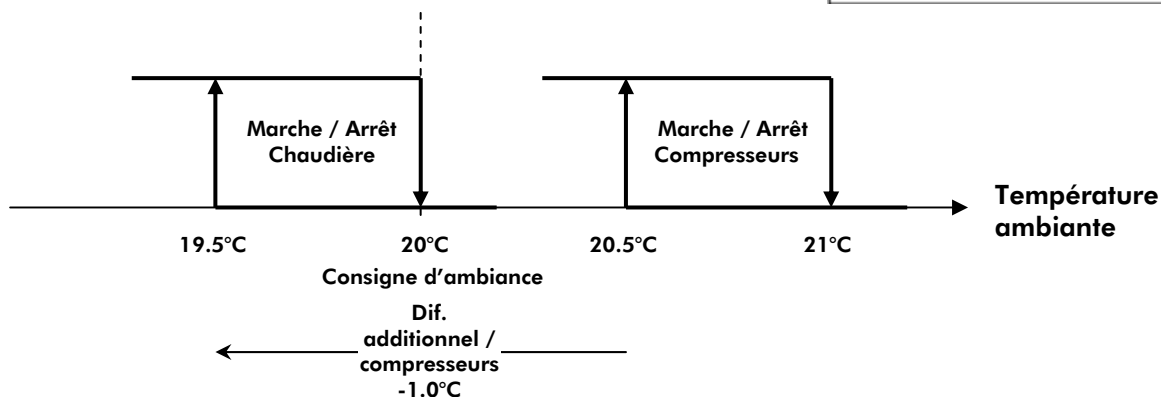 Marche / Arrêt
Chaudière
Marche / Arrêt
Compresseurs
Température
ambiante
19.5°C
20°C
20.5°C
21°C
Consigne d'ambiance
Dif.
additionnel /
compresseurs
-1.0°C